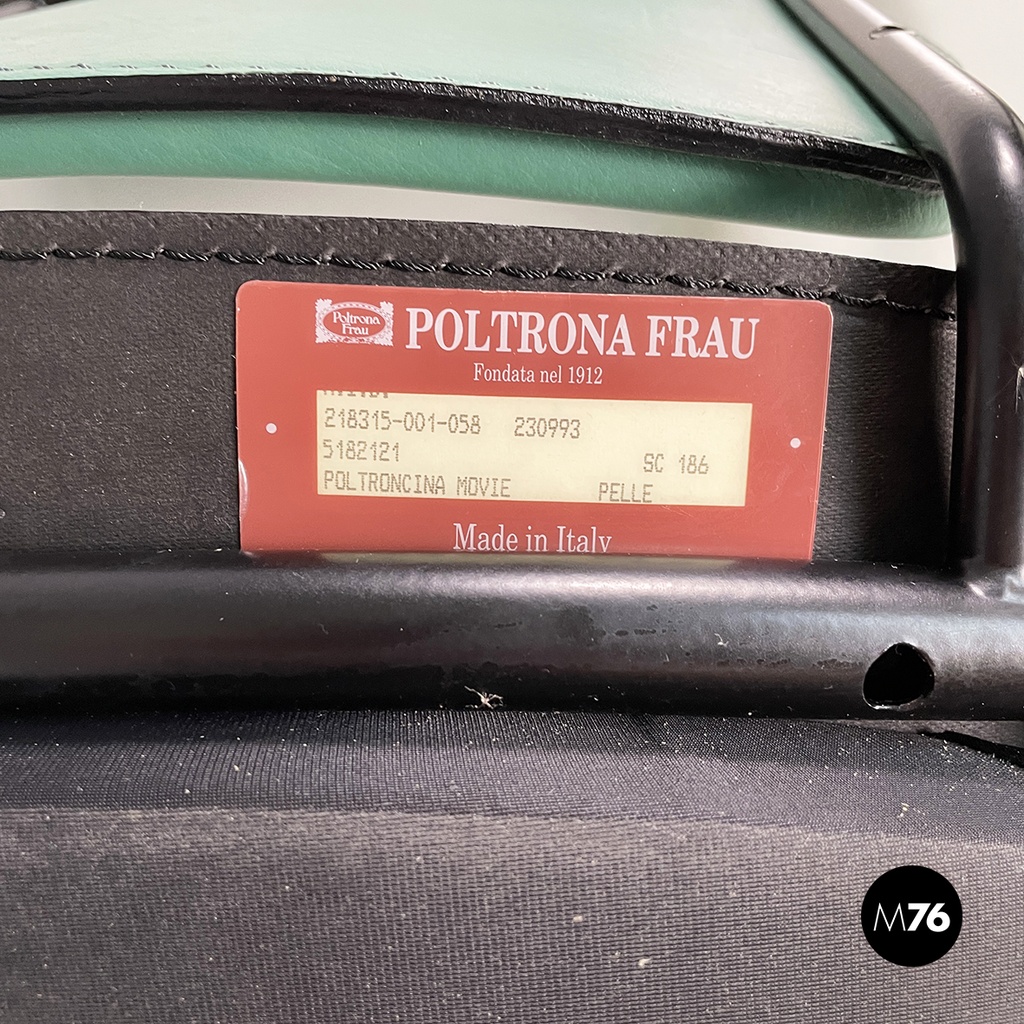 Poltrona
Frau
POLTRONA FRAU
Fondata nel 1912
218315-001-058 230993
5182121
SC 186
POLTRONCINA MOVIE PELLE
Made in Italy
M76